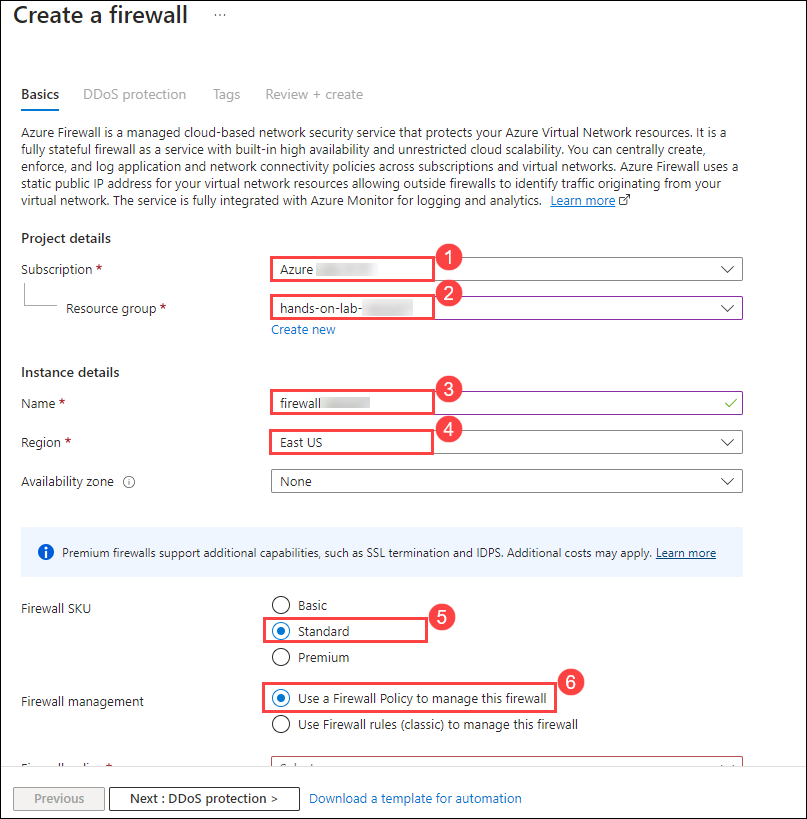 Create a firewall ...
Basics DDoS protection Tags Review + create
Azure Firewall is a managed cloud-based network security service that protects your Azure Virtual Network resources. It is
a fully stateful firewall as a service with built-in high availability and unrestricted cloud scalability. You can centrally create,
enforce, and log application and network connectivity policies across subscriptions and virtual networks. Azure Firewall uses a
static public IP address for your virtual network resources allowing outside firewalls to identify traffic originating from your
virtual network. The service is fully integrated with Azure Monitor for logging and analytics. Learn more
Project details
Subscription * Azure 1
Resource group * hands-on-lab- 2
Create new
Instance details
Name * firewall 3
Region * East US 4
Availability zone None
Premium firewalls support additional capabilities, such as SSL termination and IDPS. Additional costs may apply. Learn more
Firewall SKU Basic
Standard 5
Premium
Firewall management Use a Firewall Policy to manage this firewall 6
Use Firewall rules (classic) to manage this firewall
Previous Next : DDoS protection > Download a template for automation